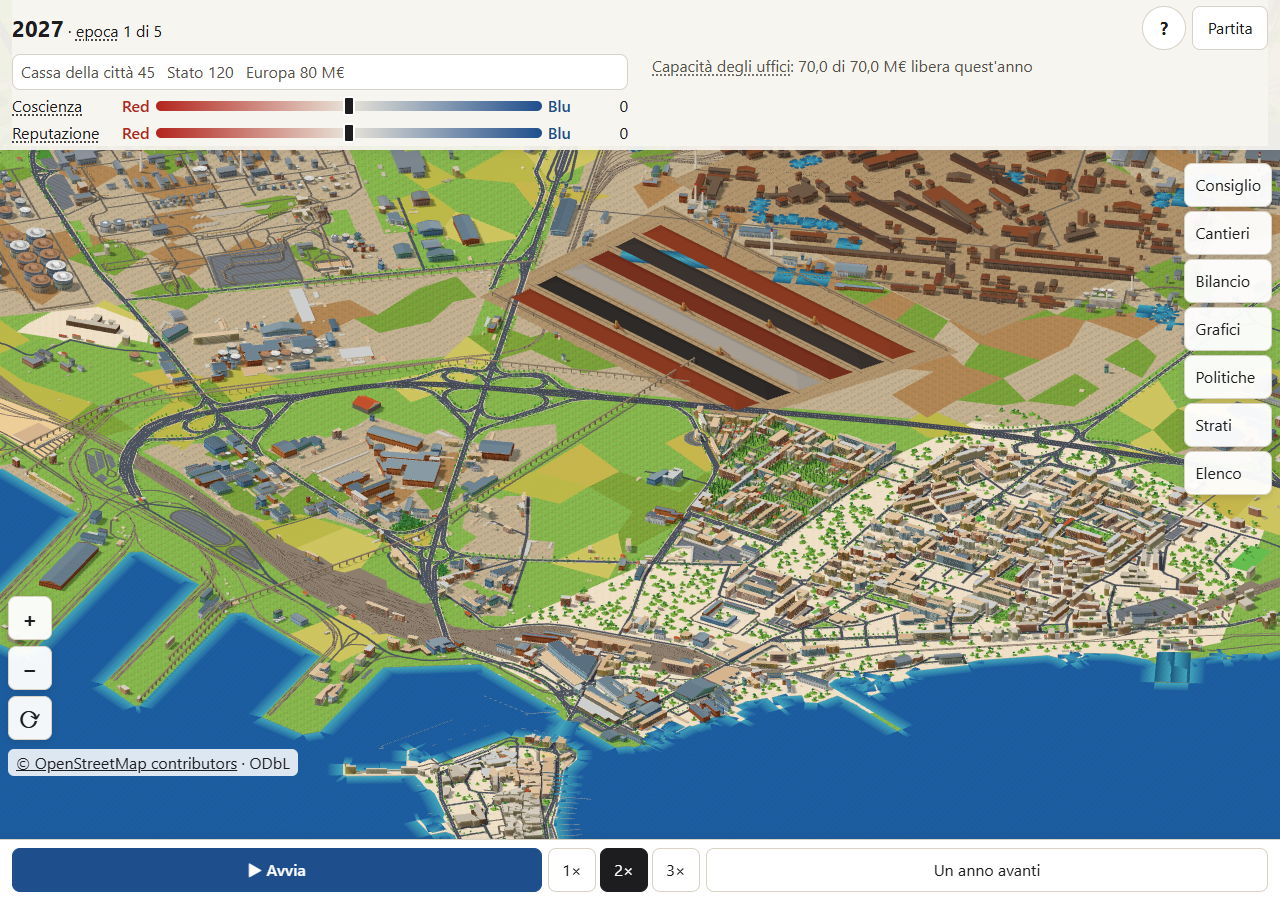 2027 · epoca 1 di 5
?
Partita
Cassa della città 45 Stato 120 Europa 80 M€
Capacità degli uffici: 70,0 di 70,0 M€ libera quest'anno
Coscienza Red Blu 0
Reputazione Red Blu 0
Consiglio
Cantieri
Bilancio
Grafici
Politiche
Strati
Elenco
+
−
⟳
© OpenStreetMap contributors · ODbL
▶ Avvia
1×
2×
3×
Un anno avanti